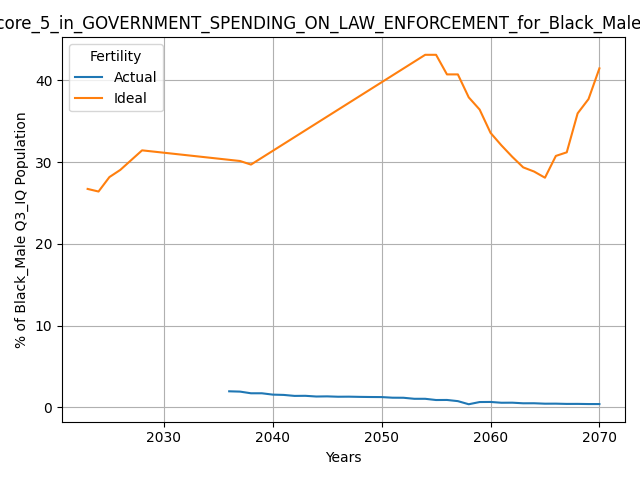 core_5_in_GOVERNMENT_SPENDING_ON_LAW_ENFORCEMENT_for_Black_Male
Fertility
Actual
Ideal
% of Black_Male Q3_IQ Population
40
30
20
10
0
2030 2040 2050 2060 2070
Years